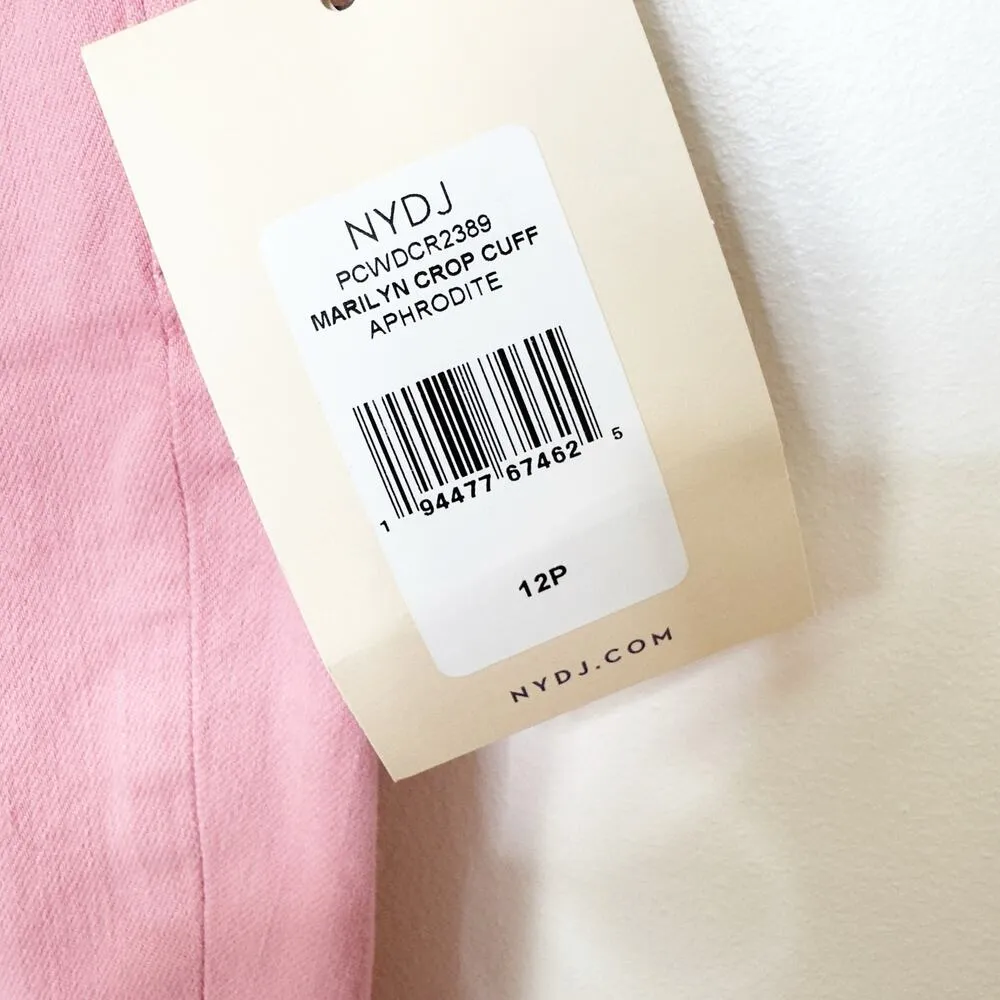 NYDJ
PCWDCR2389
MARILYN CROP CUFF
APHRODITE
1 94477 67462 5
12P
NYDJ.COM